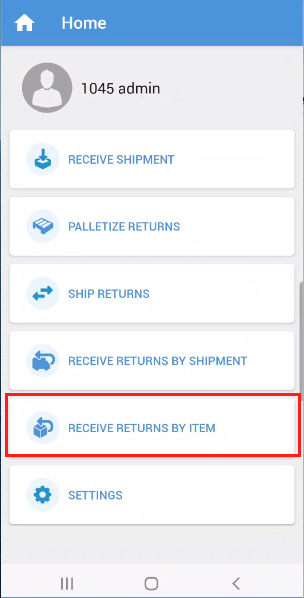 Home
1045 admin
RECEIVE SHIPMENT
PALLETIZE RETURNS
SHIP RETURNS
RECEIVE RETURNS BY SHIPMENT
RECEIVE RETURNS BY ITEM
SETTINGS